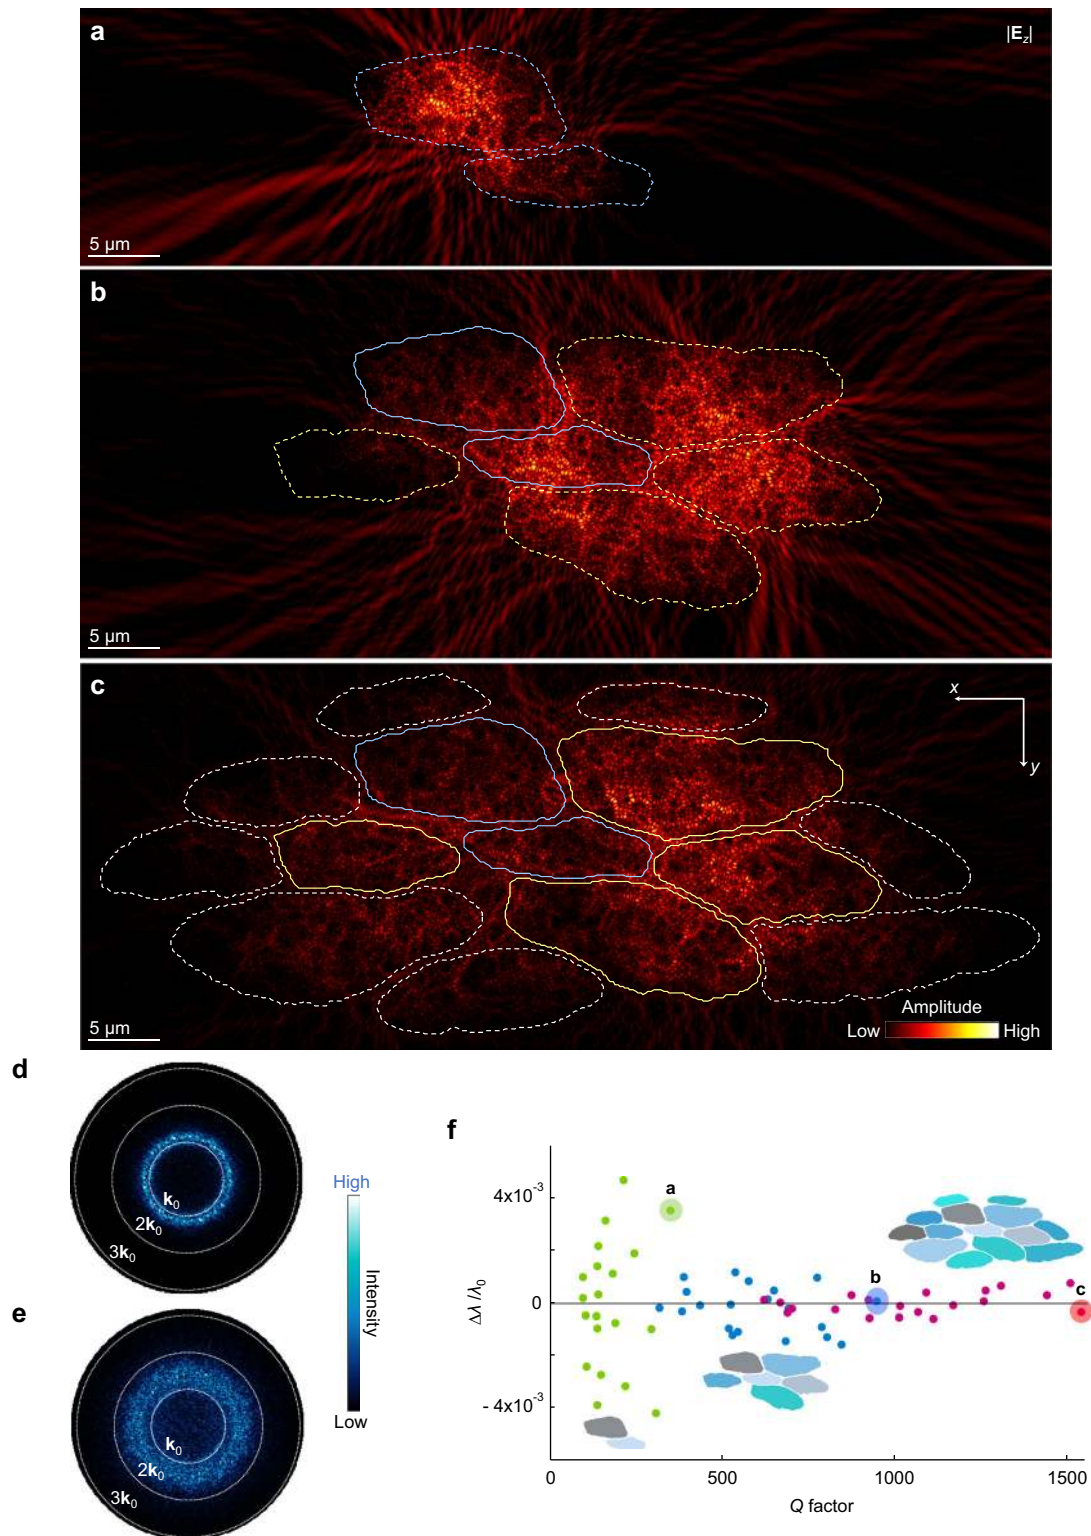 a
|E_z|
5 µm
b
5 µm
c
x
y
5 µm
Amplitude
Low High
d
k₀
2k₀
3k₀
High
Intensity
Low
e
k₀
2k₀
3k₀
f
a
4x10⁻³
b
c
0
Δλ/λ₀
- 4x10⁻³
0 500 1000 1500
Q factor